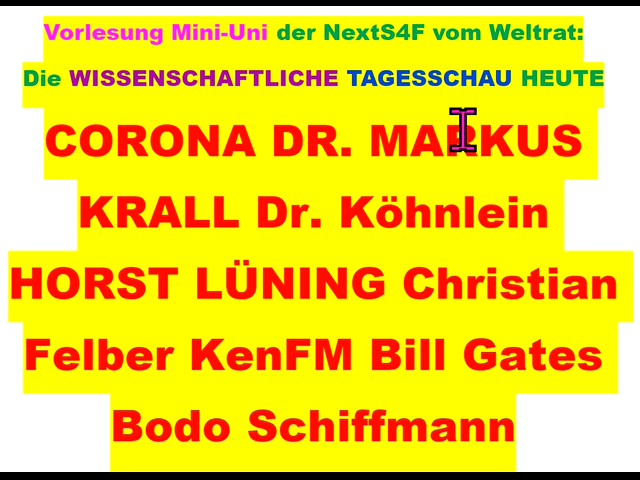 Vorlesung Mini-Uni der NextS4F vom Weltrat:
Die WISSENSCHAFTLICHE TAGESSCHAU HEUTE
CORONA DR. MARKUS
KRALL Dr. Köhnlein
HORST LÜNING Christian
Felber KenFM Bill Gates
Bodo Schiffmann